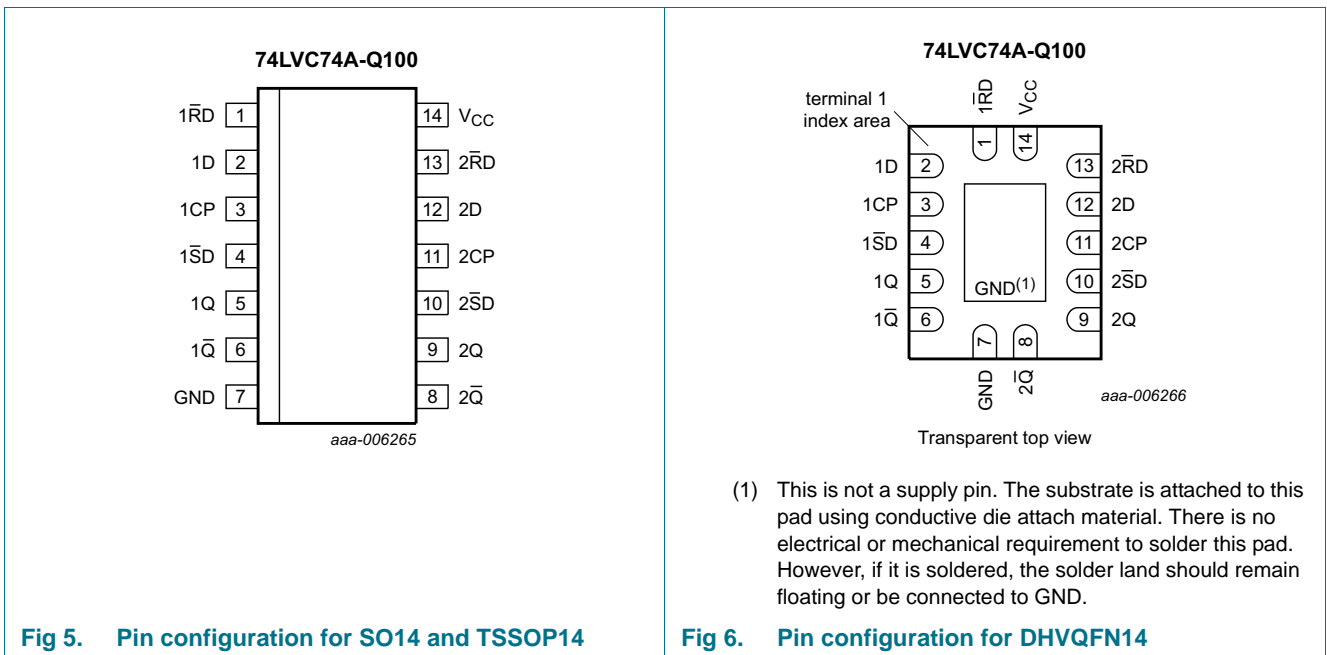 74LVC74A-Q100
1R̅D 1
14 VCC
1D 2
13 2R̅D
1CP 3
12 2D
1S̅D 4
11 2CP
1Q 5
10 2S̅D
1Q̅ 6
9 2Q
GND 7
8 2Q̅
aaa-006265
Fig 5. Pin configuration for SO14 and TSSOP14
74LVC74A-Q100
terminal 1
index area
1R̅D
VCC
1
14
1D 2
13 2R̅D
1CP 3
12 2D
1S̅D 4
11 2CP
1Q 5
10 2S̅D
1Q̅ 6
9 2Q
GND(1)
7
8
GND
2Q̅
aaa-006266
Transparent top view
(1) This is not a supply pin. The substrate is attached to this
pad using conductive die attach material. There is no
electrical or mechanical requirement to solder this pad.
However, if it is soldered, the solder land should remain
floating or be connected to GND.
Fig 6. Pin configuration for DHVQFN14